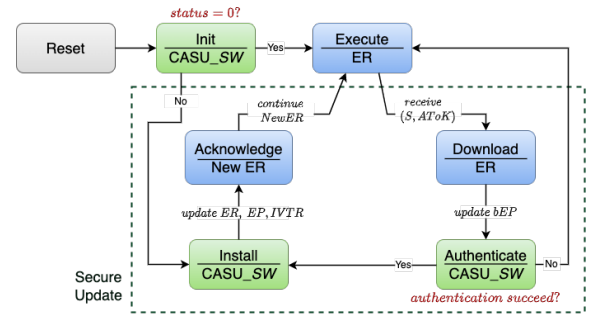 status = 0?
Reset
Init
CASU_SW
Yes
Execute
ER
No
continue
NewER
receive
(S, AToK)
Acknowledge
New ER
Download
ER
update ER, EP, IVTR
update bEP
Install
CASU_SW
Yes
Authenticate
CASU_SW
No
Secure
Update
authentication succeed?